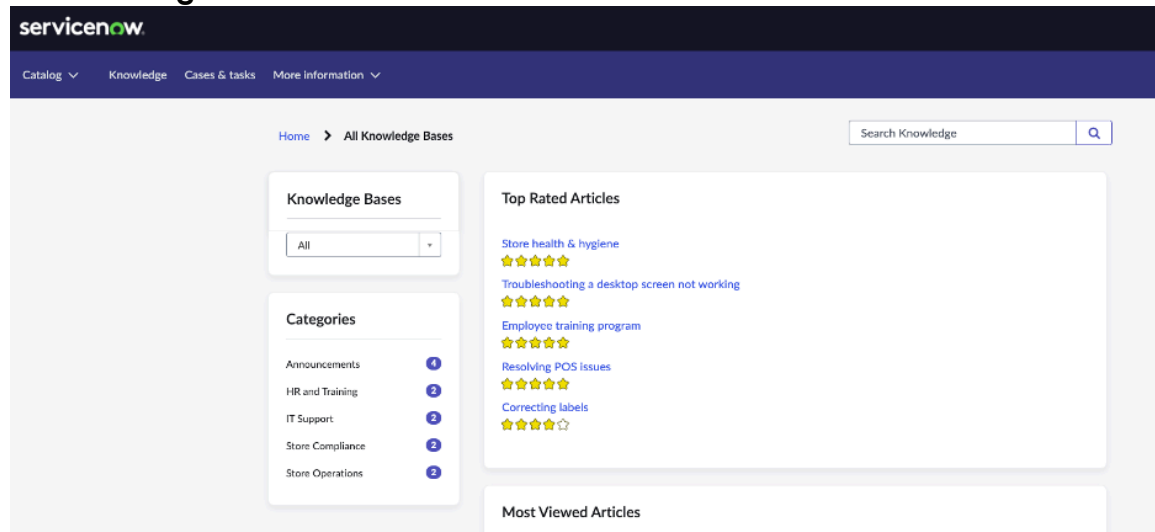 servicenow.
Catalog
Knowledge
Cases & tasks
More information
Home > All Knowledge Bases
Search Knowledge
Knowledge Bases
All
Categories
Announcements 4
HR and Training 2
IT Support 2
Store Compliance 2
Store Operations 2
Top Rated Articles
Store health & hygiene
Troubleshooting a desktop screen not working
Employee training program
Resolving POS issues
Correcting labels
Most Viewed Articles